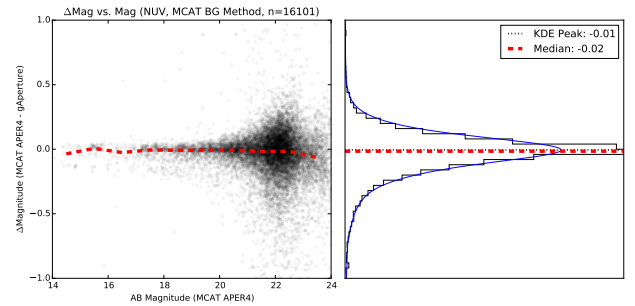 ΔMag vs. Mag (NUV, MCAT BG Method, n=16101)
ΔMagnitude (MCAT APER4 - gAperture)
1.0
0.5
0.0
−0.5
−1.0
14
16
18
20
22
24
AB Magnitude (MCAT APER4)
KDE Peak: -0.01
Median: -0.02